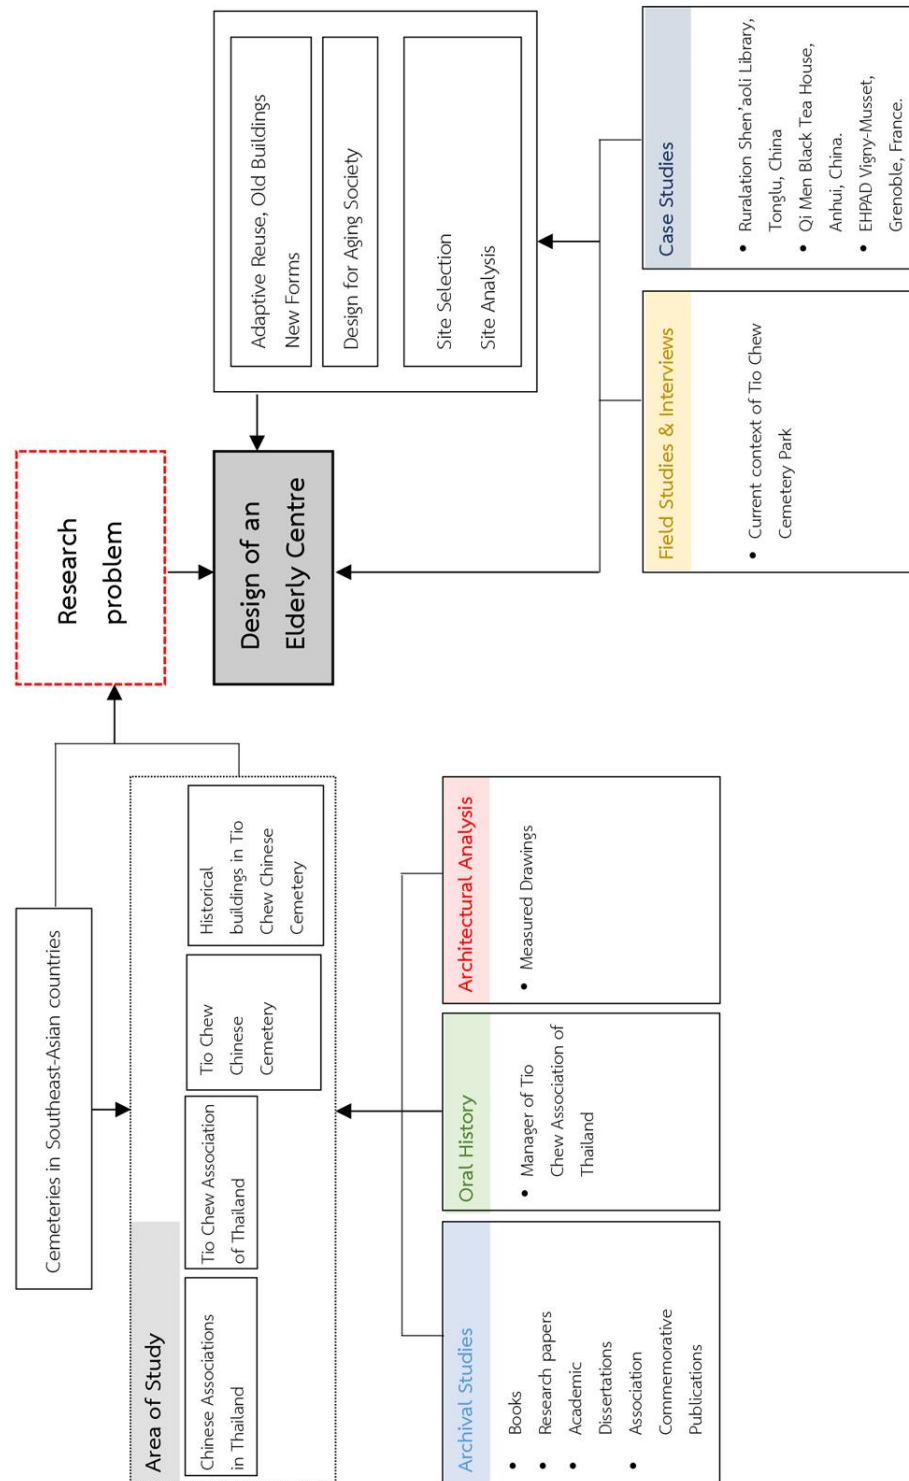 Cemeteries in Southeast-Asian countries
Research
problem
Area of Study
Chinese Associations
in Thailand
Tio Chew Association
of Thailand
Tio Chew
Chinese
Cemetery
Historical
buildings in Tio
Chew Chinese
Cemetery
Design of an
Elderly Centre
Adaptive Reuse, Old Buildings
New Forms
Design for Aging Society
Site Selection
Site Analysis
Archival Studies
• Books
• Research papers
• Academic
Dissertations
• Association
Commemorative
Publications
Oral History
• Manager of Tio
Chew Association of
Thailand
Architectural Analysis
• Measured Drawings
Field Studies & Interviews
• Current context of Tio Chew
Cemetery Park
Case Studies
• Ruralation Shen’aoli Library,
Tonglu, China
• Qi Men Black Tea House,
Anhui, China.
• EHPAD Vigny-Musset,
Grenoble, France.